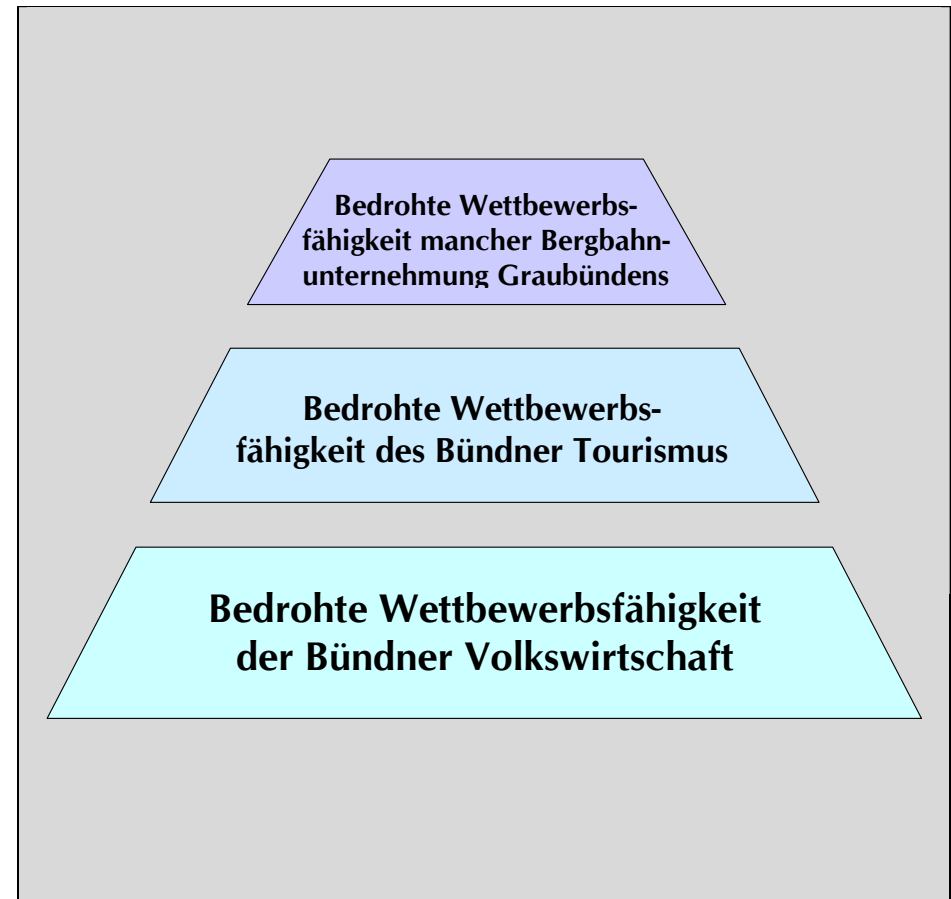 Bedrohte Wettbewerbs-
fähigkeit mancher Bergbahn-
unternehmung Graubündens
Bedrohte Wettbewerbs-
fähigkeit des Bündner Tourismus
Bedrohte Wettbewerbsfähigkeit
der Bündner Volkswirtschaft